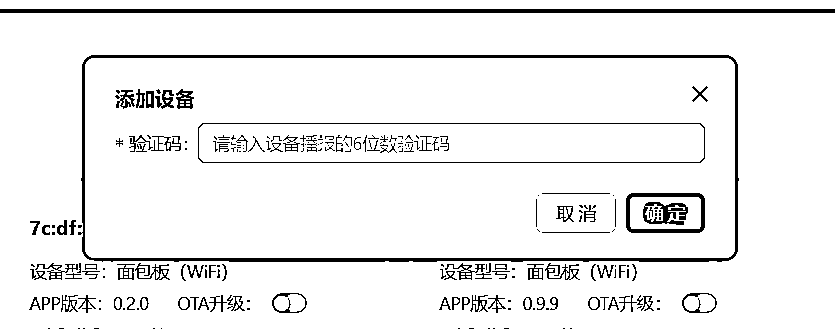 添加设备
* 验证码： 请输入设备播报的6位数验证码
取消 确定
7c:df:
设备型号：面包板（WiFi） 设备型号：面包板（WiFi）
APP版本：0.2.0 OTA升级： APP版本：0.9.9 OTA升级：